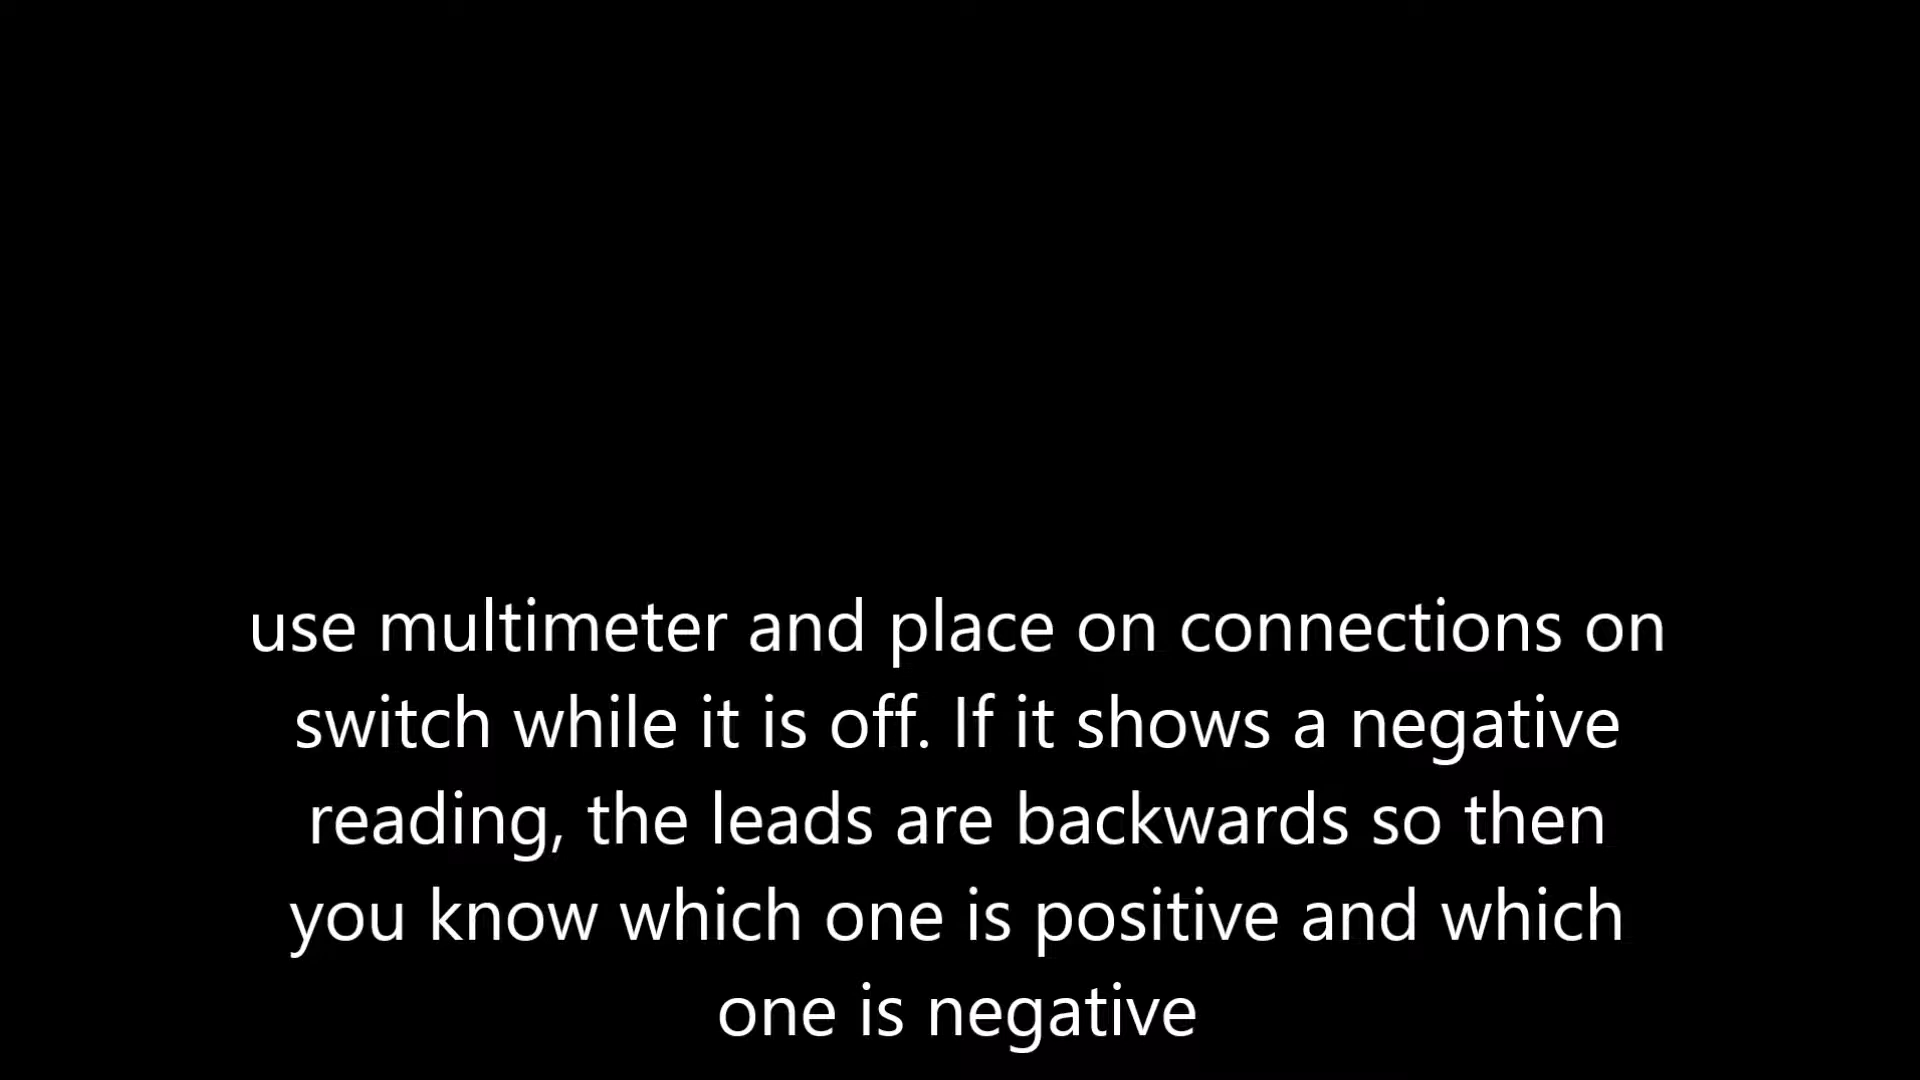 use multimeter and place on connections on
switch while it is off. If it shows a negative
reading, the leads are backwards so then
you know which one is positive and which
one is negative